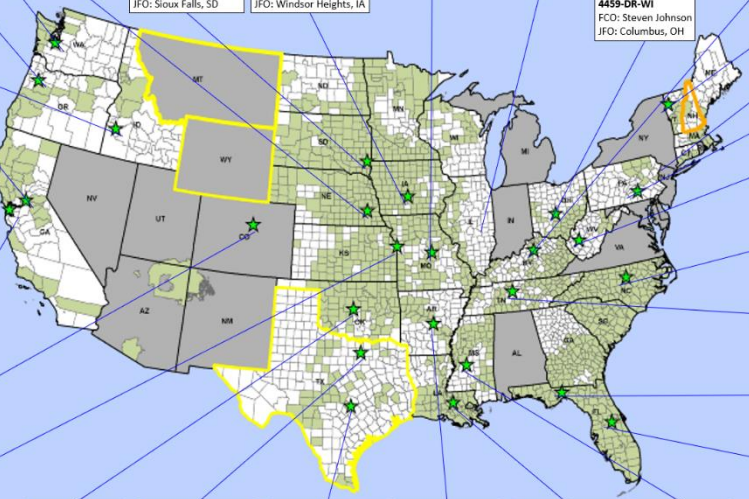 JFO: Sioux Falls, SD
JFO: Windsor Heights, IA
4459-DR-WI
FCO: Steven Johnson
JFO: Columbus, OH
WA
MT
ND
MN
ME
OR
ID
WY
SD
WI
MI
NY
NH
MA
NV
UT
NE
IA
IN
OH
PA
CA
CO
KS
MO
KY
WV
VA
AZ
NM
OK
AR
TN
NC
SC
TX
LA
MS
AL
GA
FL